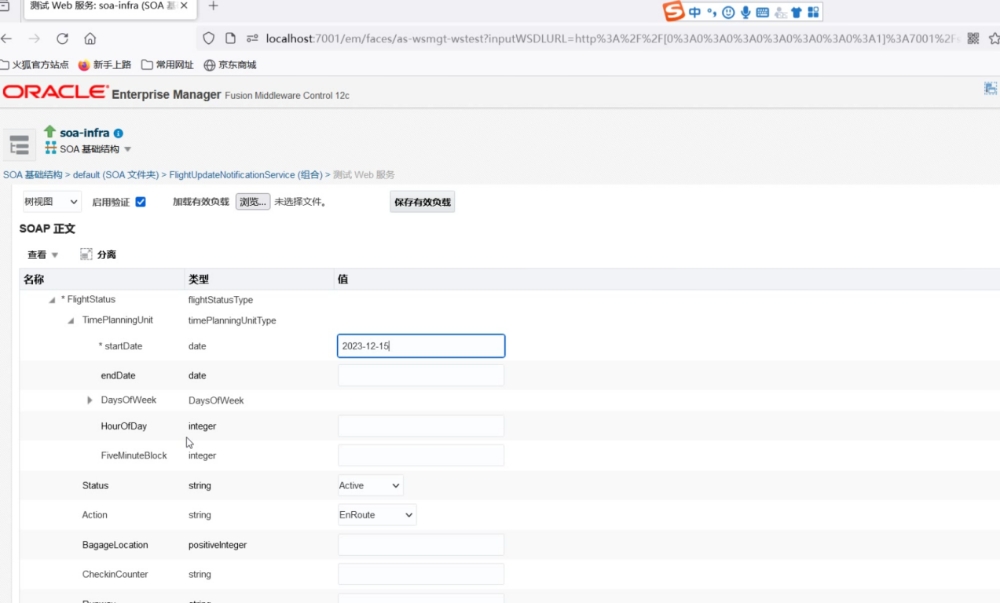 测试 Web 服务: soa-infra (SOA 基
中
localhost:7001/em/faces/as-wsmgt-wstest?inputWSDLURL=http%3A%2F%2F[0%3A0%3A0%3A0%3A0%3A0%3A0%3A1]%3A7001%2Fs
火狐官方站点 新手上路 常用网址 京东商城
ORACLE Enterprise Manager Fusion Middleware Control 12c
soa-infra
SOA 基础结构
SOA 基础结构 > default (SOA 文件夹) > FlightUpdateNotificationService (组合) > 测试 Web 服务
树视图 启用验证 加载有效负载 浏览... 未选择文件。 保存有效负载
SOAP 正文
查看 分离
名称 类型 值
* FlightStatus flightStatusType
TimePlanningUnit timePlanningUnitType
* startDate date 2023-12-15
endDate date
DaysOfWeek DaysOfWeek
HourOfDay integer
FiveMinuteBlock integer
Status string Active
Action string EnRoute
BagageLocation positiveInteger
CheckinCounter string